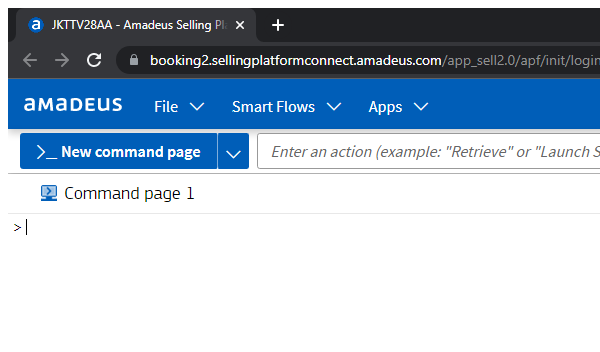 JKTTV28AA - Amadeus Selling Pl
booking2.sellingplatformconnect.amadeus.com/app_sell2.0/apf/init/login
amadeus File Smart Flows Apps
>_ New command page Enter an action (example: "Retrieve" or "Launch S
Command page 1
>